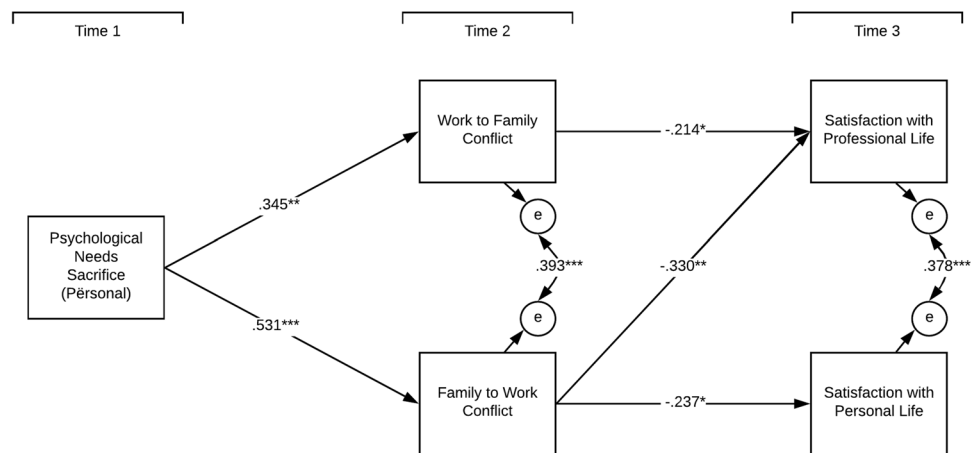 Time 1
Time 2
Time 3
Work to Family
Conflict
-.214*
Satisfaction with
Professional Life
.345**
e
e
Psychological
Needs
Sacrifice
(Përsonal)
.393***
-.330**
.378***
.531***
e
e
Family to Work
Conflict
-.237*
Satisfaction with
Personal Life